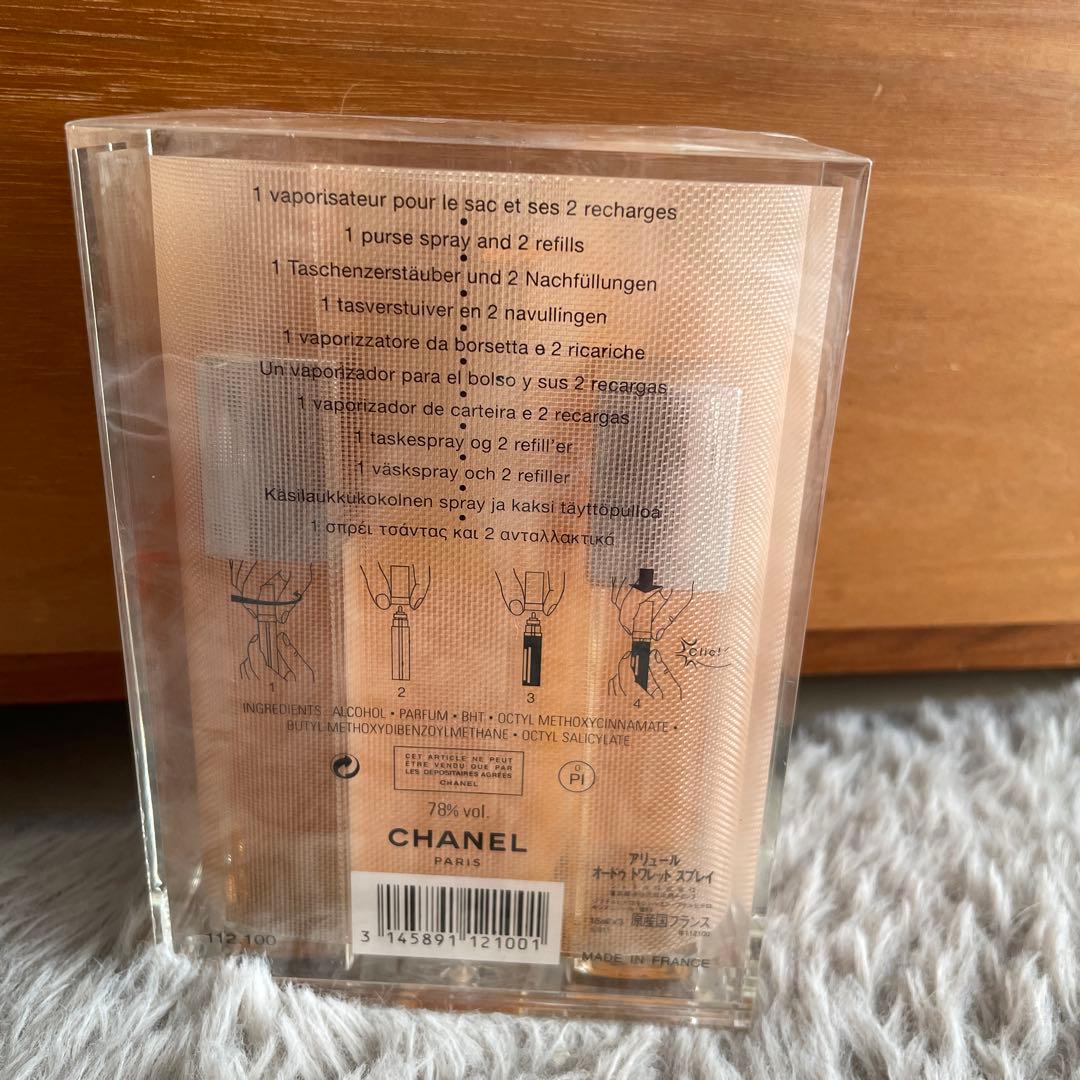 1 vaporisateur pour le sac et ses 2 recharges
•
1 purse spray and 2 refills
•
1 Taschenzerstäuber und 2 Nachfüllungen
•
1 tasverstuiver en 2 navullingen
•
1 vaporizzatore da borsetta e 2 ricariche
•
Un vaporizador para el bolso y sus 2 recargas
•
1 vaporizador de carteira e 2 recargas
•
1 taskespray og 2 refill'er
•
1 väskspray och 2 refiller
•
Käsilaukkukokolnen spray ja kaksi täyttöpulloa
•
1 σπρέι τσάντας και 2 ανταλλακτικά
Clic!
1 2 3 4
INGREDIENTS : ALCOHOL • PARFUM • BHT • OCTYL METHOXYCINNAMATE •
BUTYL METHOXYDIBENZOYLMETHANE • OCTYL SALICYLATE
CET ARTICLE NE PEUT
ÊTRE VENDU QUE PAR
LES DÉPOSITAIRES AGRÉÉS
CHANEL
0
PI
78% vol.
CHANEL
PARIS
アリュール
オードゥ トワレット スプレイ
原産国フランス
112.100
3 145891 121001
MADE IN FRANCE